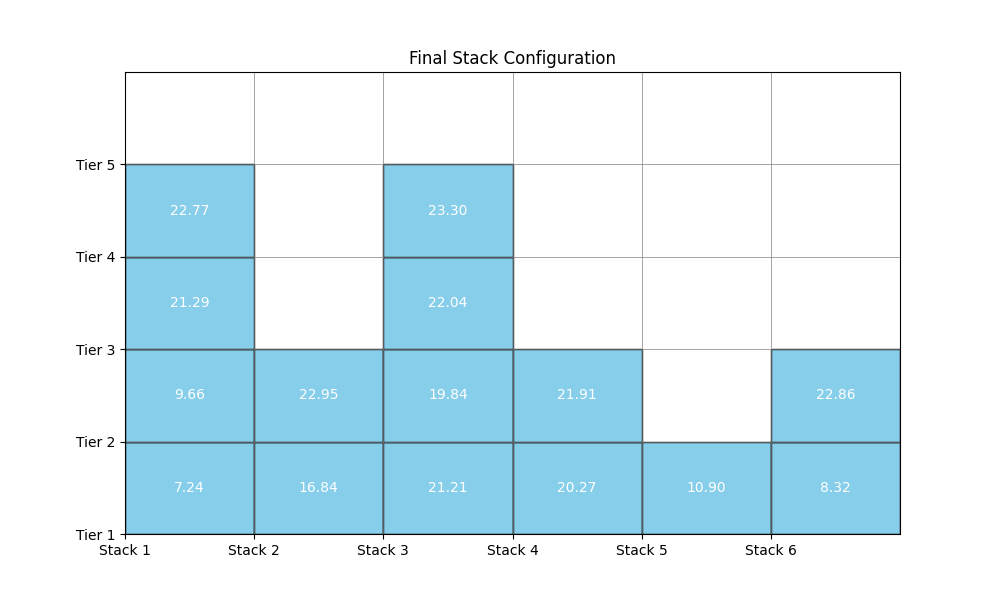 Final Stack Configuration
Tier 5
22.77 23.30
Tier 4
21.29 22.04
Tier 3
9.66 22.95 19.84 21.91 22.86
Tier 2
7.24 16.84 21.21 20.27 10.90 8.32
Tier 1
Stack 1 Stack 2 Stack 3 Stack 4 Stack 5 Stack 6